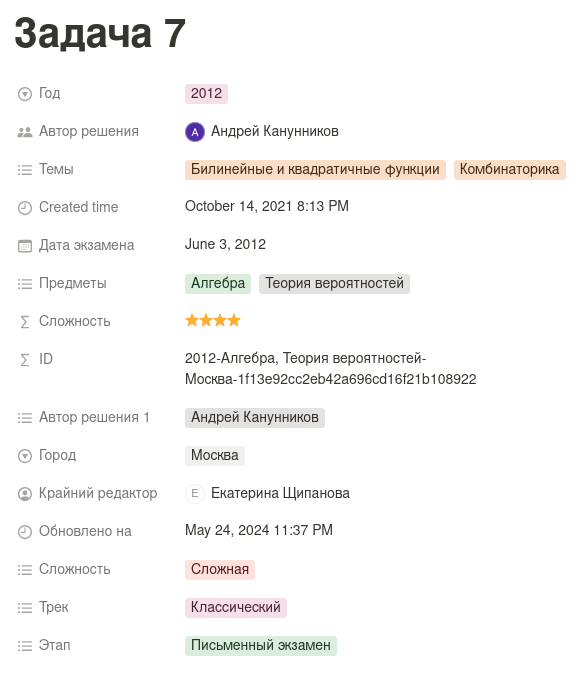 Задача 7
Год 2012
Автор решения A Андрей Канунников
Темы Билинейные и квадратичные функции Комбинаторика
Created time October 14, 2021 8:13 PM
Дата экзамена June 3, 2012
Предметы Алгебра Теория вероятностей
Сложность ⭐⭐⭐⭐
ID 2012-Алгебра, Теория вероятностей-
Москва-1f13e92cc2eb42a696cd16f21b108922
Автор решения 1 Андрей Канунников
Город Москва
Крайний редактор E Екатерина Щипанова
Обновлено на May 24, 2024 11:37 PM
Сложность Сложная
Трек Классический
Этап Письменный экзамен